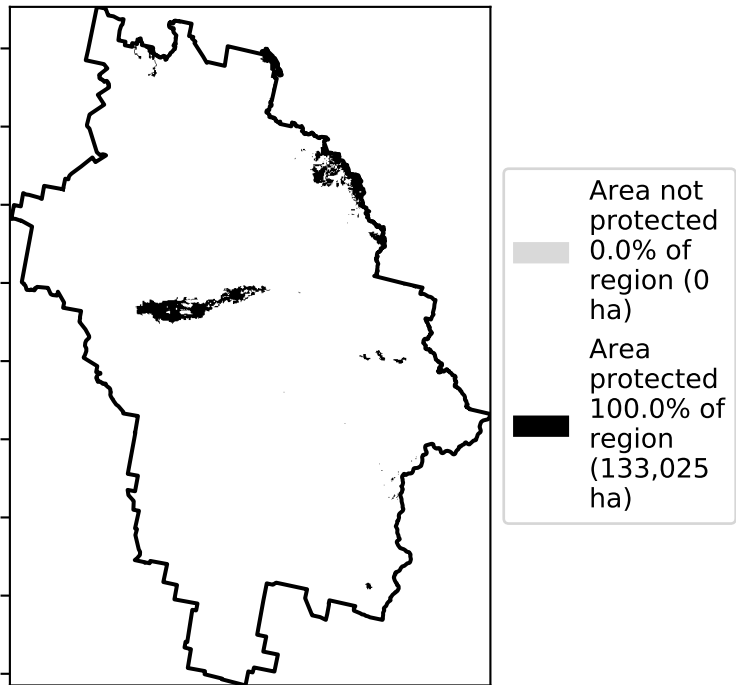 Area not
protected
0.0% of
region (0
ha)
Area
protected
100.0% of
region
(133,025
ha)